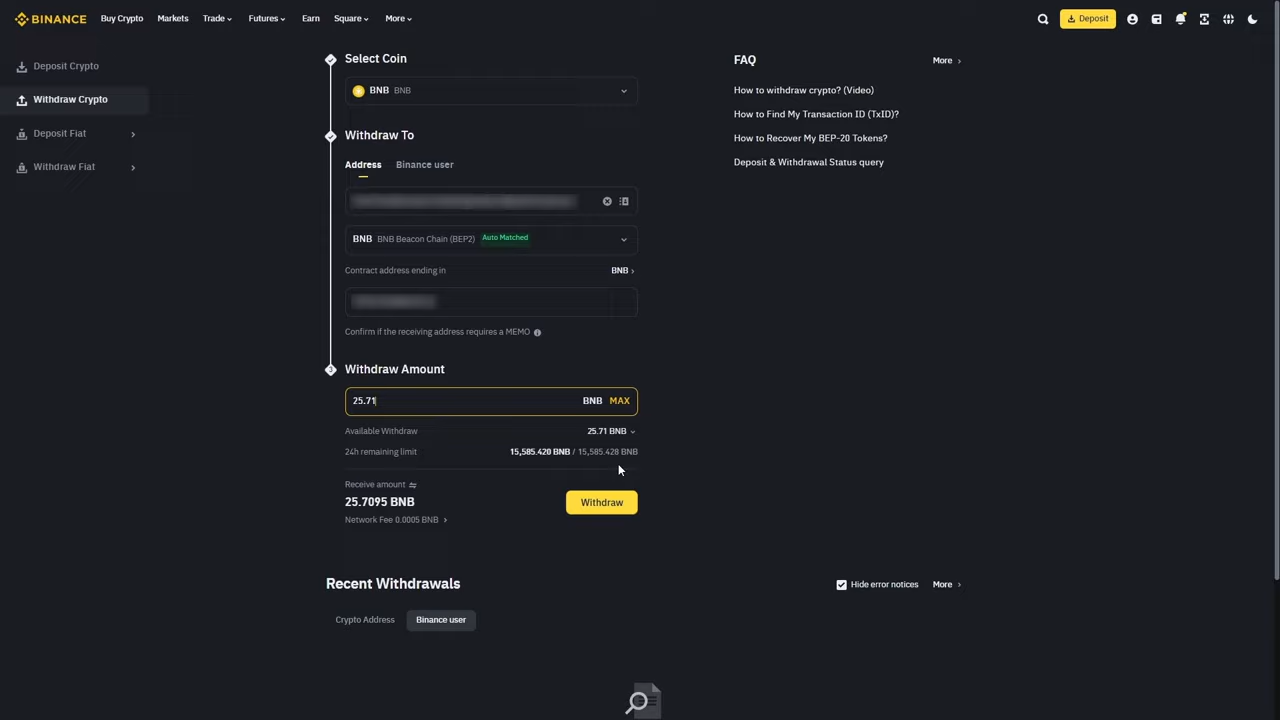 BINANCE Buy Crypto Markets Trade Futures Earn Square More Deposit
Deposit Crypto
Withdraw Crypto
Deposit Fiat
Withdraw Fiat
Select Coin
BNB BNB
Withdraw To
Address Binance user
BNB BNB Beacon Chain (BEP2) Auto Matched
Contract address ending in BNB
Confirm if the receiving address requires a MEMO
3 Withdraw Amount
25.71 BNB MAX
Available Withdraw 25.71 BNB
24h remaining limit 15,585.428 BNB / 15,585.428 BNB
Receive amount
25.7095 BNB
Withdraw
Network Fee 0.0005 BNB
FAQ More
How to withdraw crypto? (Video)
How to Find My Transaction ID (TxID)?
How to Recover My BEP-20 Tokens?
Deposit & Withdrawal Status query
Recent Withdrawals Hide error notices More
Crypto Address Binance user